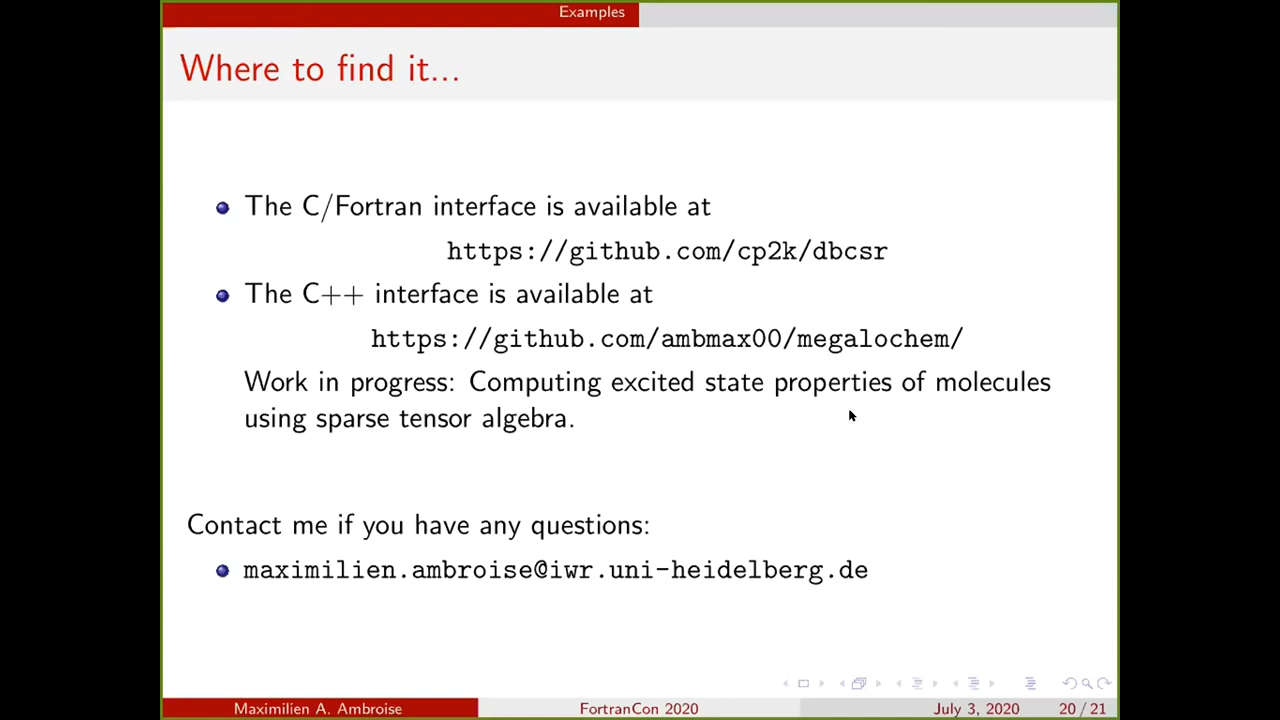 Examples
Where to find it...
The C/Fortran interface is available at
https://github.com/cp2k/dbcsr
The C++ interface is available at
https://github.com/ambmax00/megalochem/
Work in progress: Computing excited state properties of molecules
using sparse tensor algebra.
Contact me if you have any questions:
maximilien.ambroise@iwr.uni-heidelberg.de
Maximilien A. Ambroise FortranCon 2020 July 3, 2020 20 / 21